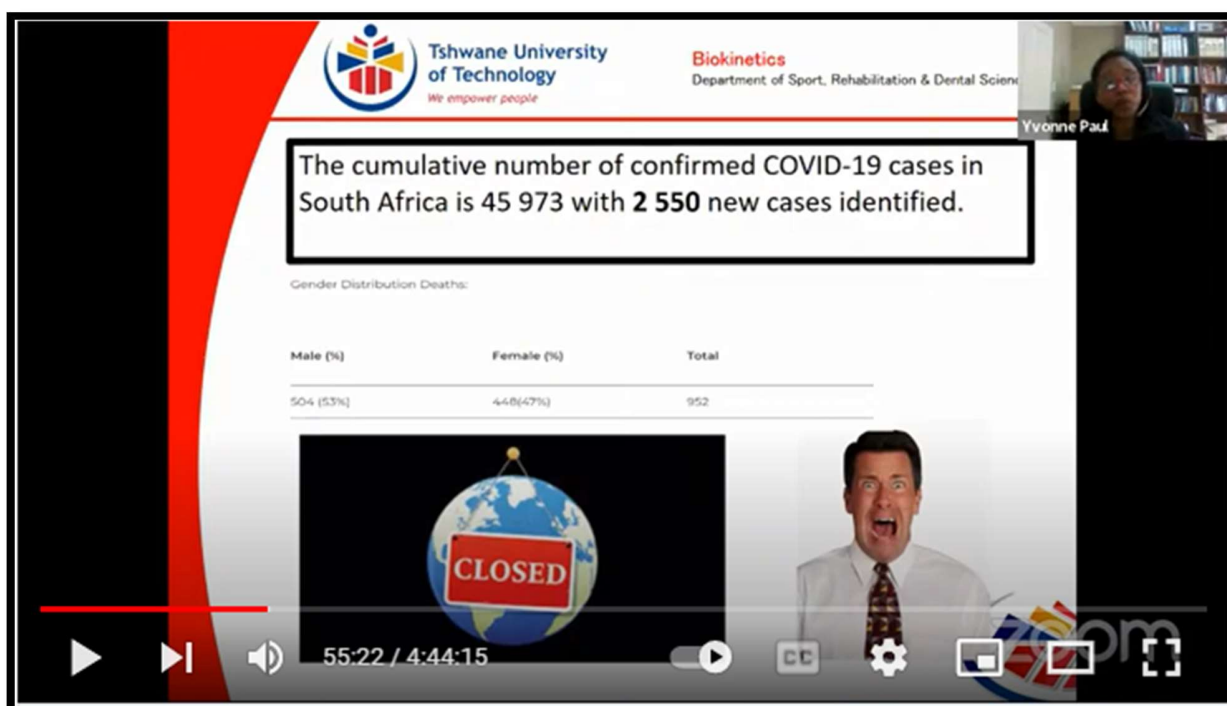 Tshwane University
of Technology
We empower people
Biokinetics
Department of Sport, Rehabilitation & Dental Scien
Yvonne Paul
The cumulative number of confirmed COVID-19 cases in
South Africa is 45 973 with 2 550 new cases identified.
Gender Distribution Deaths:
Male (%) Female (%) Total
504 (53%) 448(47%) 952
CLOSED
zoom
55:22 / 4:44:15
CC